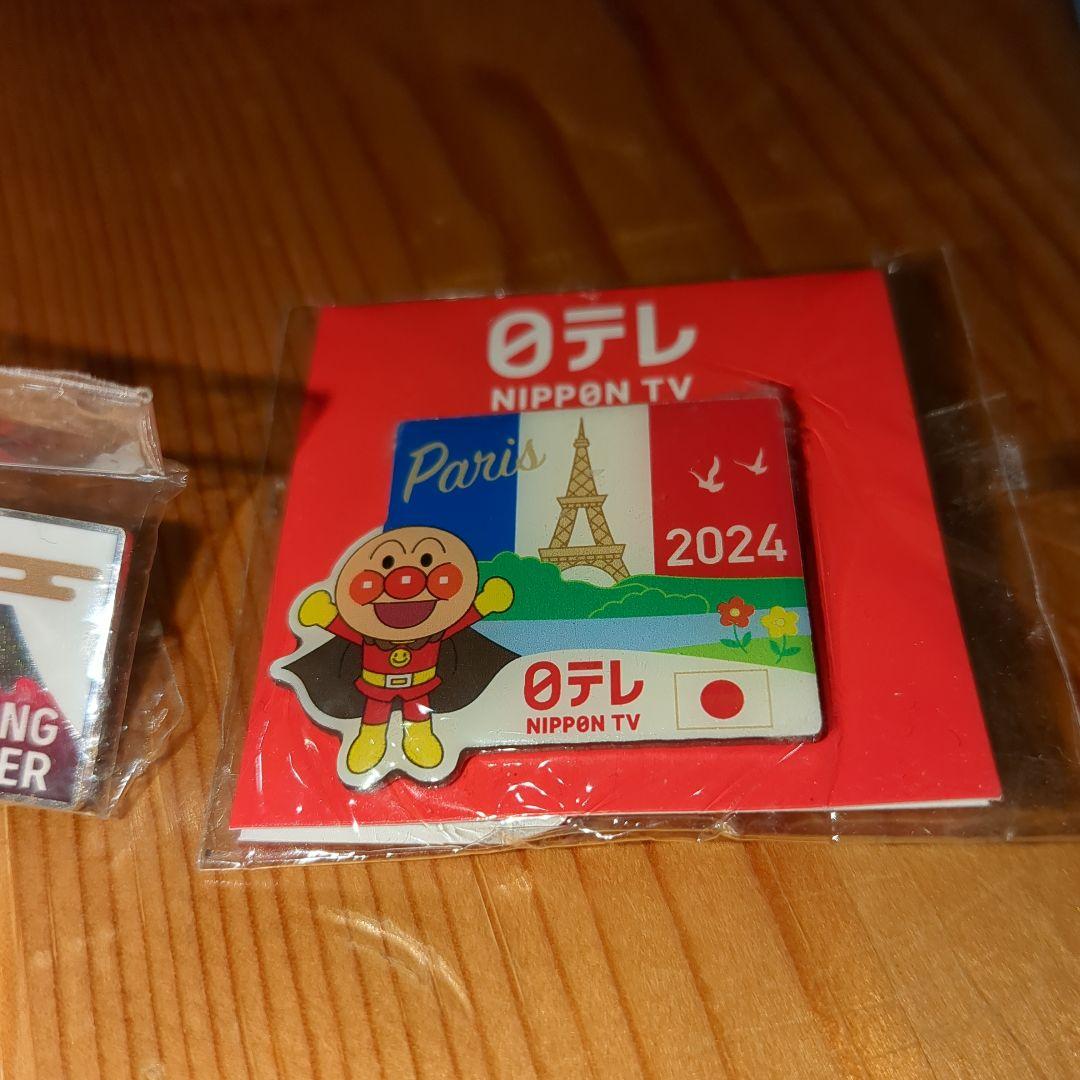 日テレ
NIPPON TV
Paris
2024
日テレ
NIPPON TV
NG
ER